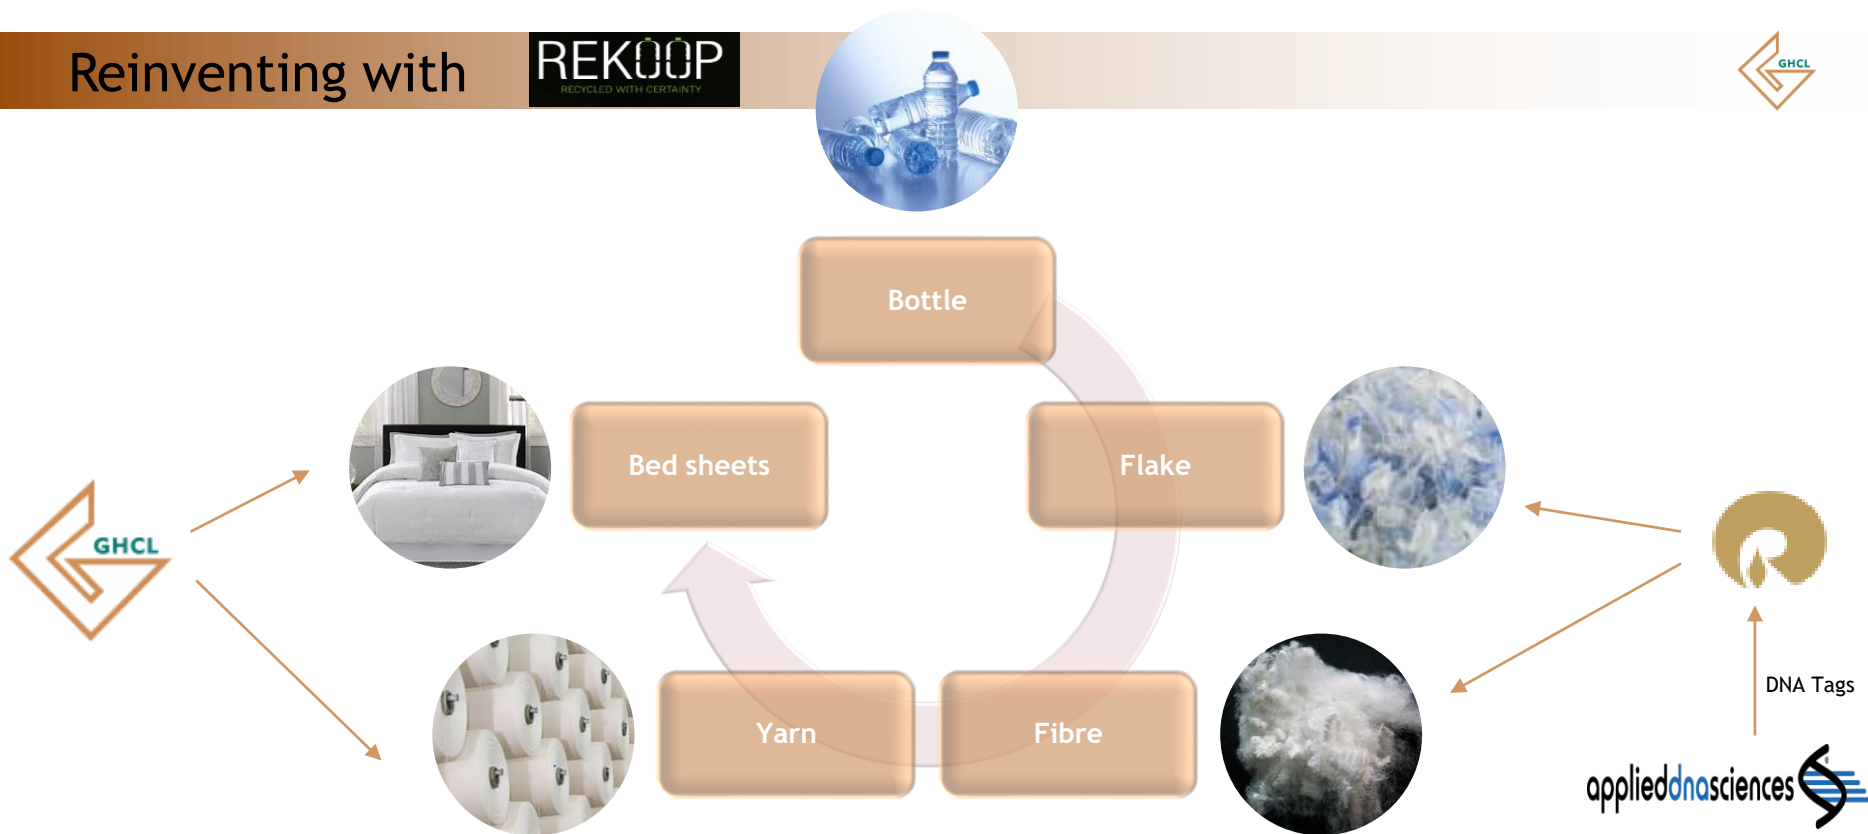 Reinventing with
REKOOP
RECYCLED WITH CERTAINTY
GHCL
Bottle
Bed sheets
Flake
GHCL
Yarn
Fibre
DNA Tags
applieddnasciences